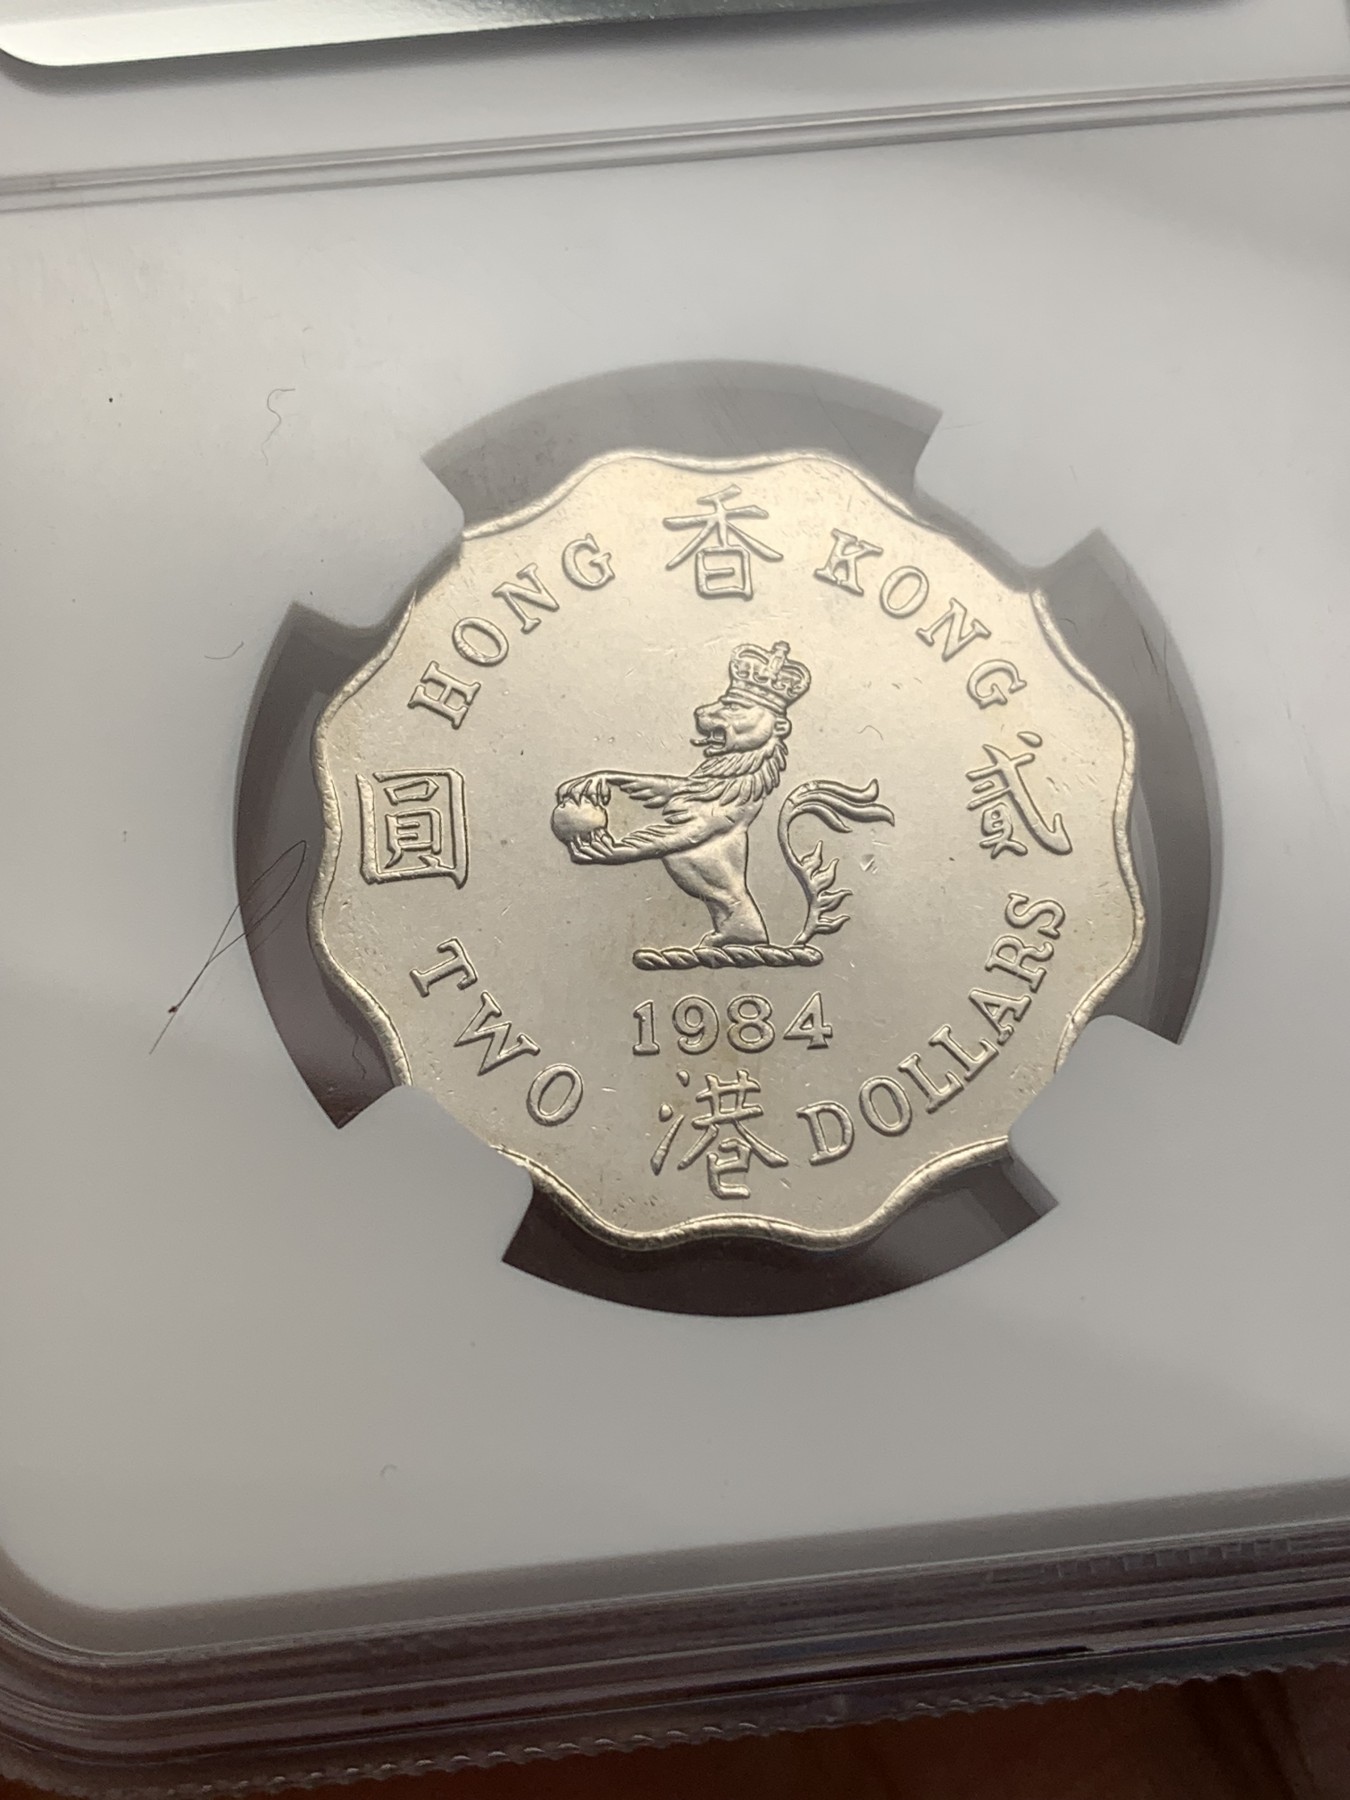 香
HONG KONG
圓 貳
1984
港
TWO DOLLARS